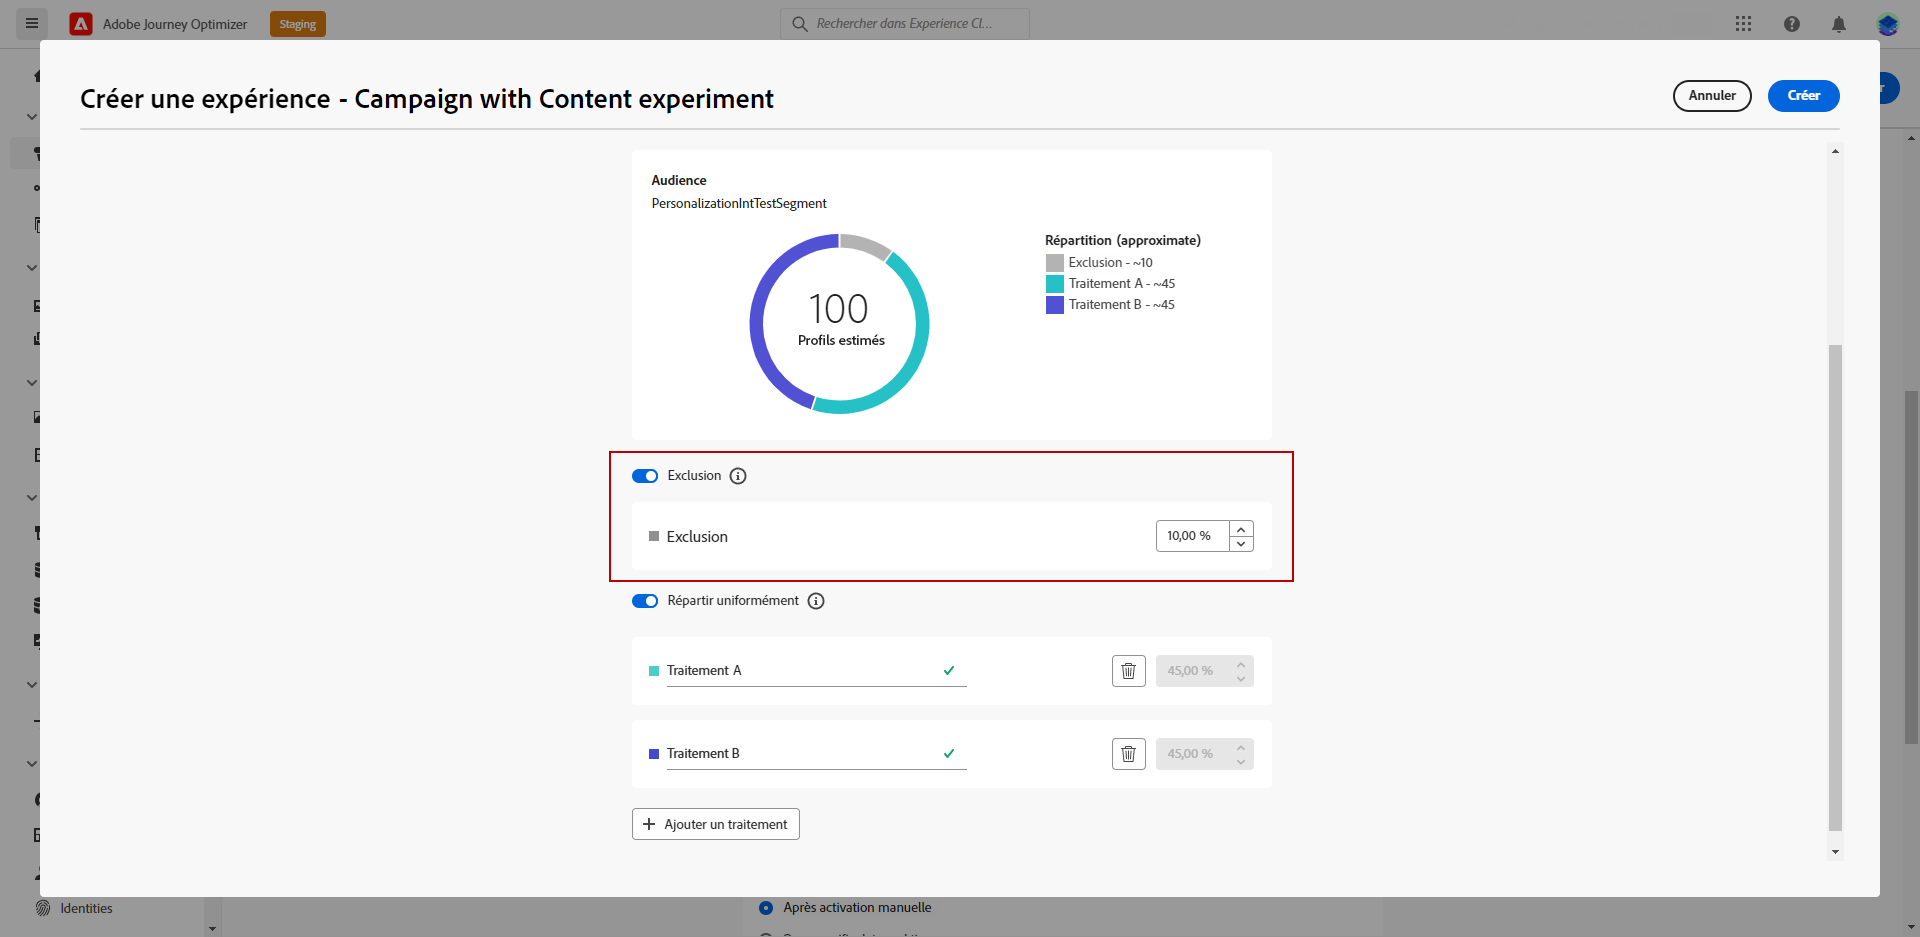 Adobe Journey Optimizer
Staging
Rechercher dans Experience Cl...
Créer une expérience - Campaign with Content experiment
Annuler
Créer
Audience
PersonalizationIntTestSegment
100
Profils estimés
Répartition (approximate)
Exclusion - ~10
Traitement A - ~45
Traitement B - ~45
Exclusion
Exclusion
10,00 %
Répartir uniformément
Traitement A
45,00 %
Traitement B
45,00 %
Ajouter un traitement
Identities
Après activation manuelle